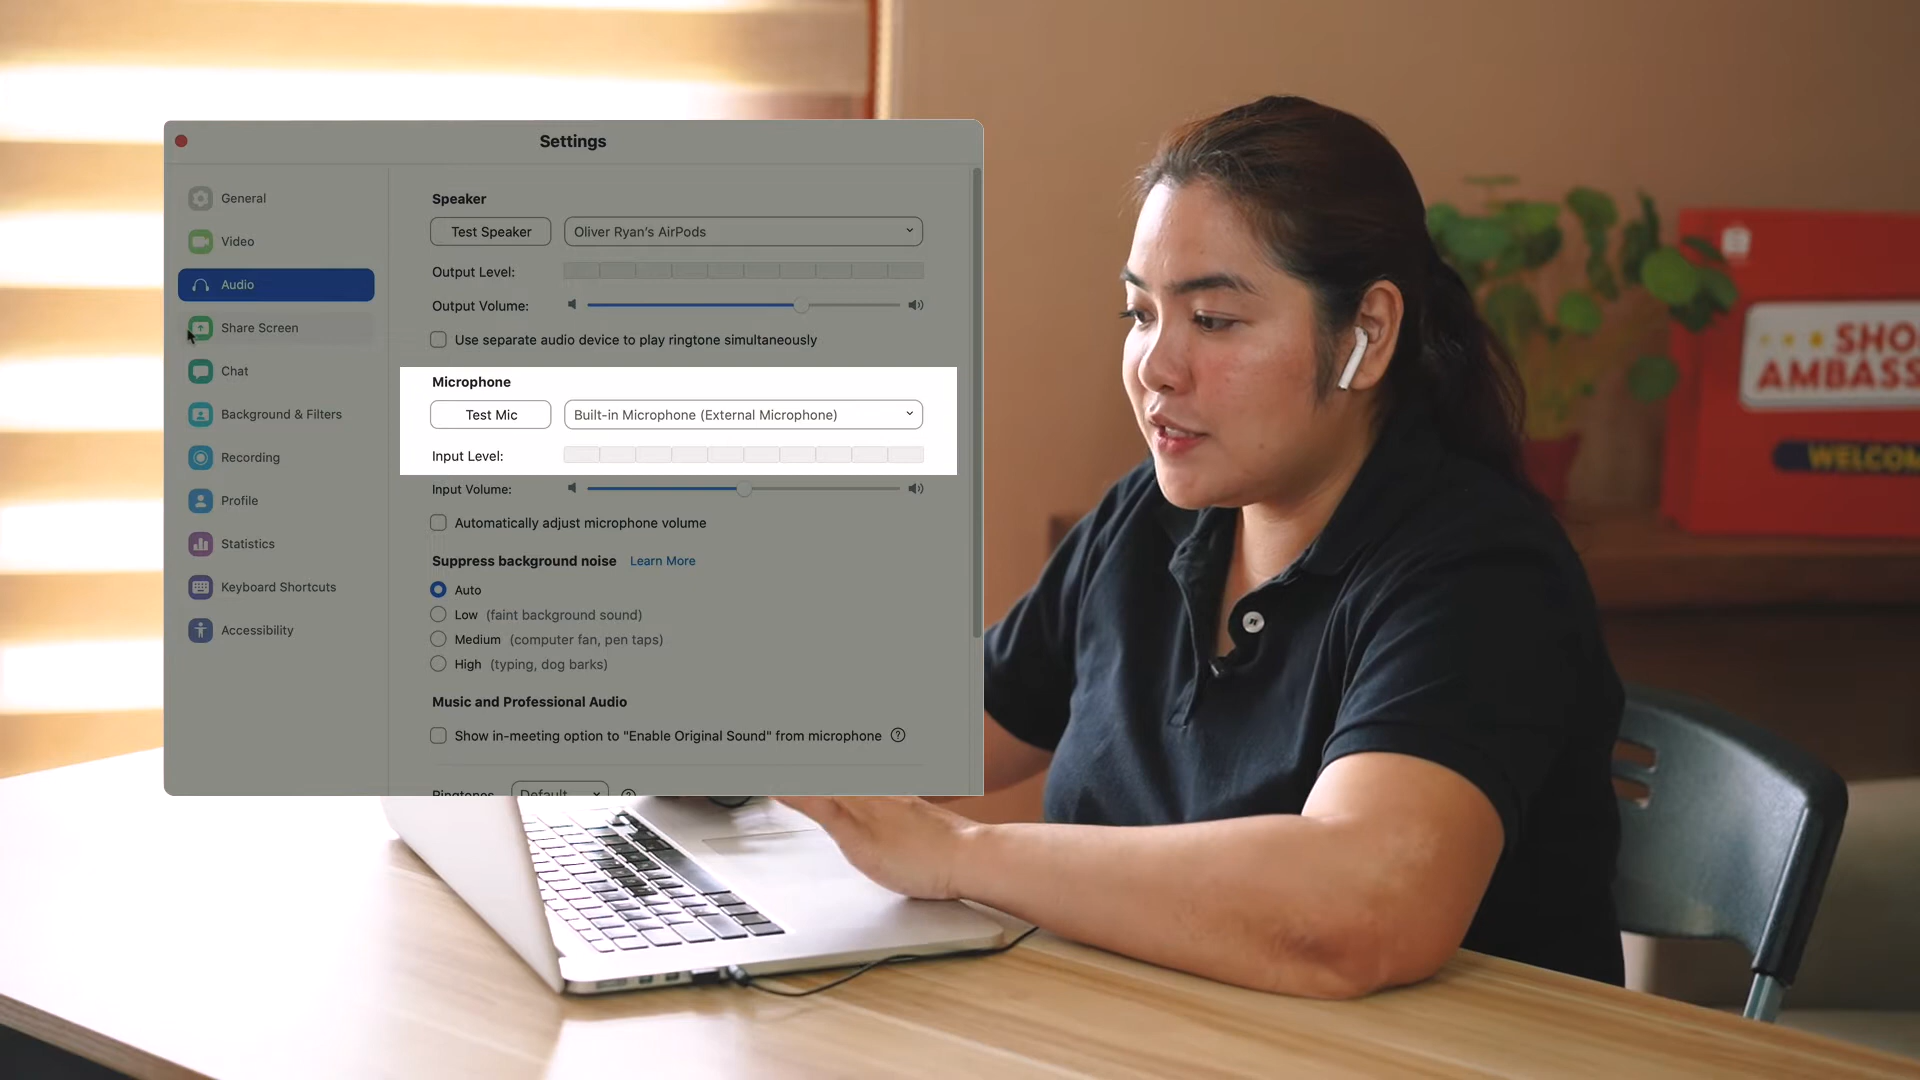 Settings
General
Video
Audio
Share Screen
Chat
Background & Filters
Recording
Profile
Statistics
Keyboard Shortcuts
Accessibility
Speaker
Test Speaker
Oliver Ryan's AirPods
Output Level:
Output Volume:
Use separate audio device to play ringtone simultaneously
Microphone
Test Mic
Built-in Microphone (External Microphone)
Input Level:
Input Volume:
Automatically adjust microphone volume
Suppress background noise Learn More
Auto
Low (faint background sound)
Medium (computer fan, pen taps)
High (typing, dog barks)
Music and Professional Audio
Show in-meeting option to "Enable Original Sound" from microphone ?
Ringtones Default ?
SHO
AMBASS
WELCOM